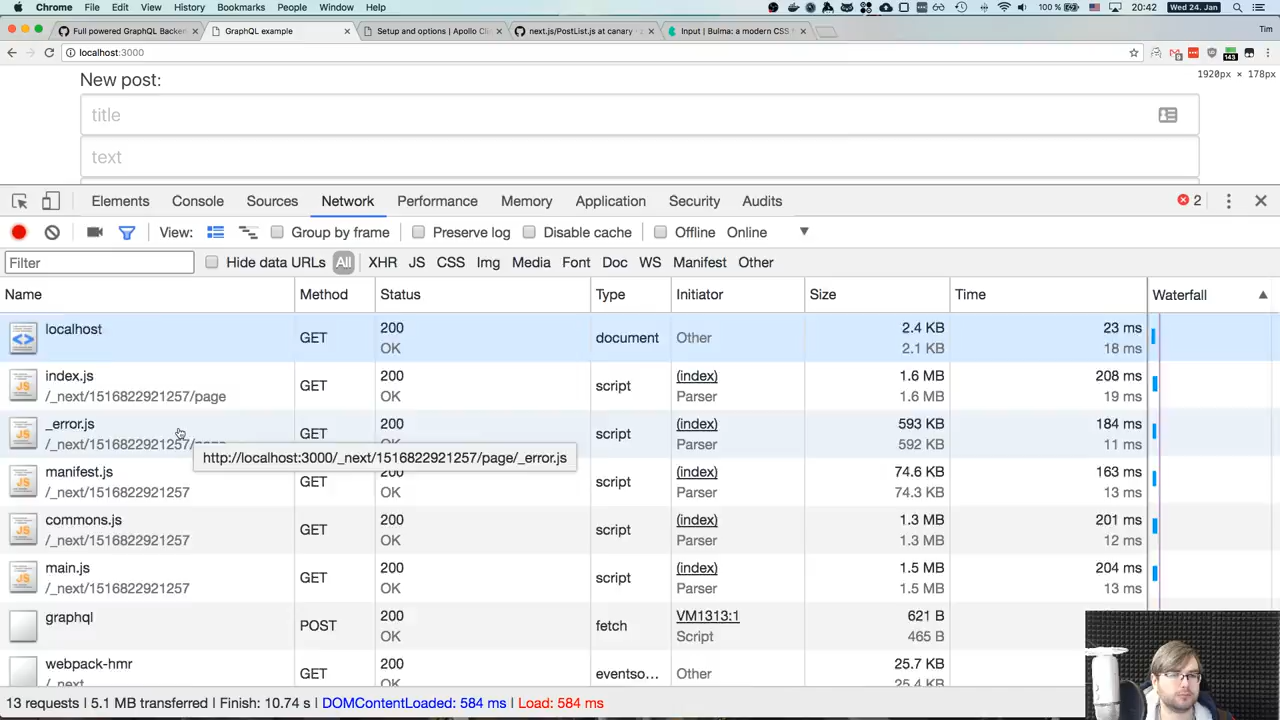 Chrome File Edit View History Bookmarks People Window Help 100 % Wed 24. Jan 20:42
Full powered GraphQL Backen × GraphQL example × Setup and options | Apollo Cli × next.js/PostList.js at canary × Input | Bulma: a modern CSS f × Tim
localhost:3000 143
1920px × 178px
New post:
title
text
Elements Console Sources Network Performance Memory Application Security Audits 2
View: Group by frame Preserve log Disable cache Offline Online
Filter Hide data URLs All XHR JS CSS Img Media Font Doc WS Manifest Other
Name Method Status Type Initiator Size Time Waterfall
localhost GET 200 OK document Other 2.4 KB 2.1 KB 23 ms 18 ms
index.js /_next/1516822921257/page GET 200 OK script (index) Parser 1.6 MB 1.6 MB 208 ms 19 ms
_error.js /_next/1516822921257/page GET 200 OK script (index) Parser 593 KB 592 KB 184 ms 11 ms
http://localhost:3000/_next/1516822921257/page/_error.js
manifest.js /_next/1516822921257 GET 200 OK script (index) Parser 74.6 KB 74.3 KB 163 ms 13 ms
commons.js /_next/1516822921257 GET 200 OK script (index) Parser 1.3 MB 1.3 MB 201 ms 12 ms
main.js /_next/1516822921257 GET 200 OK script (index) Parser 1.5 MB 1.5 MB 204 ms 13 ms
graphql POST 200 OK fetch VM1313:1 Script 621 B 465 B
webpack-hmr /_next GET 200 OK eventso... Other 25.7 KB 25.4 KB
13 requests | 5.1 MB transferred | Finish: 10.74 s | DOMContentLoaded: 584 ms | Load: 584 ms